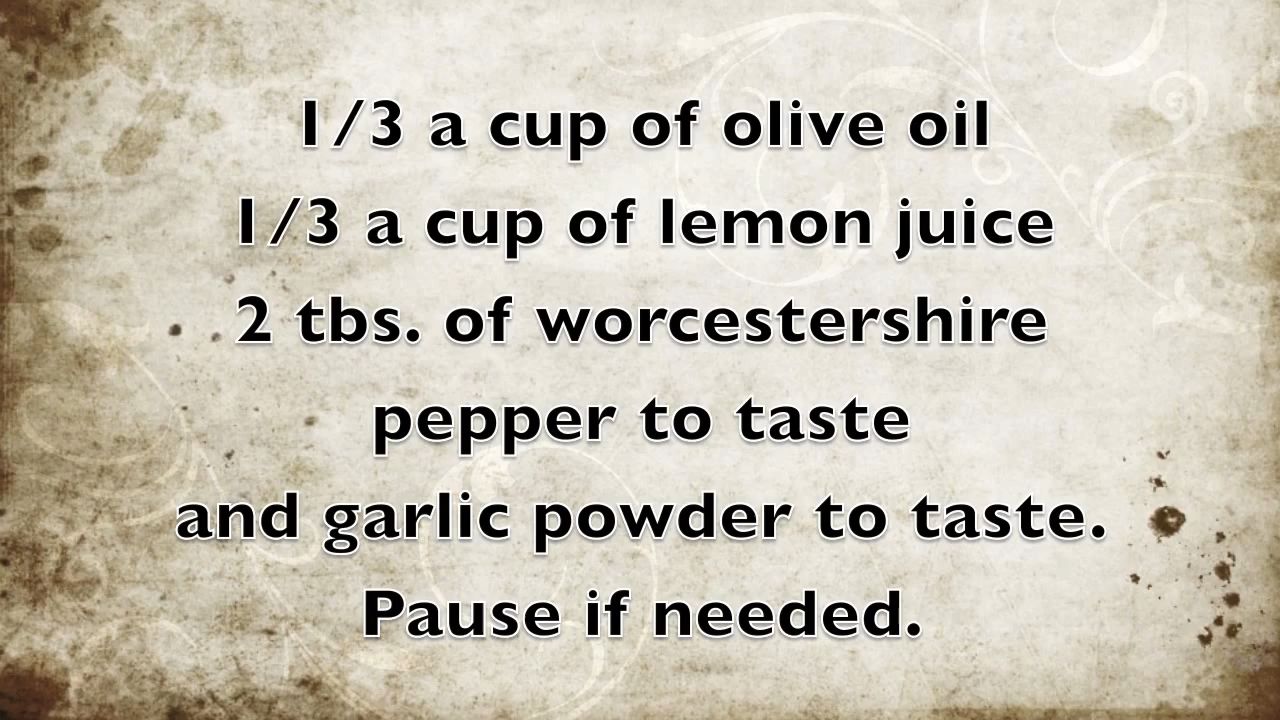 1/3 a cup of olive oil
1/3 a cup of lemon juice
2 tbs. of worcestershire
pepper to taste
and garlic powder to taste.
Pause if needed.